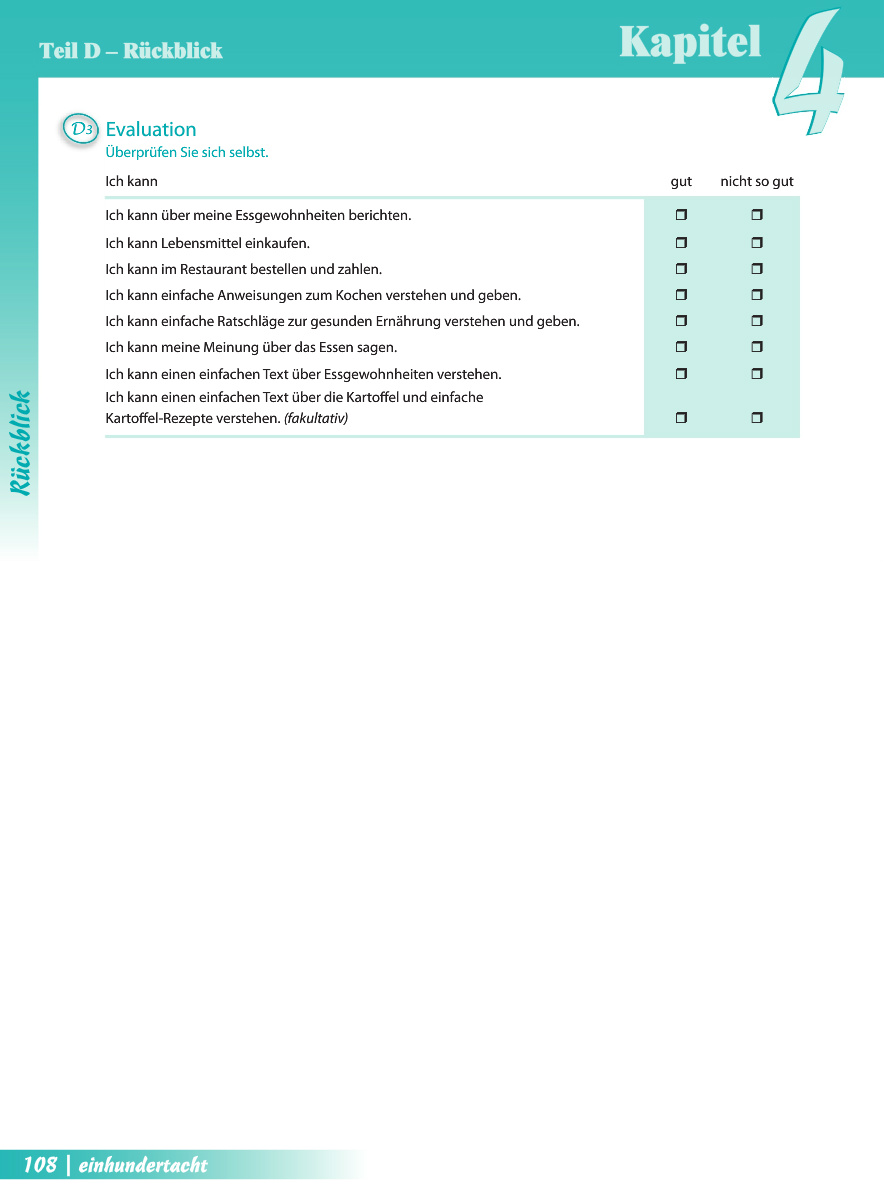 Teil D – Rückblick
Kapitel 4
D3 Evaluation
Überprüfen Sie sich selbst.
Ich kann gut nicht so gut
Ich kann über meine Essgewohnheiten berichten. ❐ ❐
Ich kann Lebensmittel einkaufen. ❐ ❐
Ich kann im Restaurant bestellen und zahlen. ❐ ❐
Ich kann einfache Anweisungen zum Kochen verstehen und geben. ❐ ❐
Ich kann einfache Ratschläge zur gesunden Ernährung verstehen und geben. ❐ ❐
Ich kann meine Meinung über das Essen sagen. ❐ ❐
Ich kann einen einfachen Text über Essgewohnheiten verstehen. ❐ ❐
Ich kann einen einfachen Text über die Kartoffel und einfache
Kartoffel-Rezepte verstehen. (fakultativ) ❐ ❐
Rückblick
108 | einhundertacht